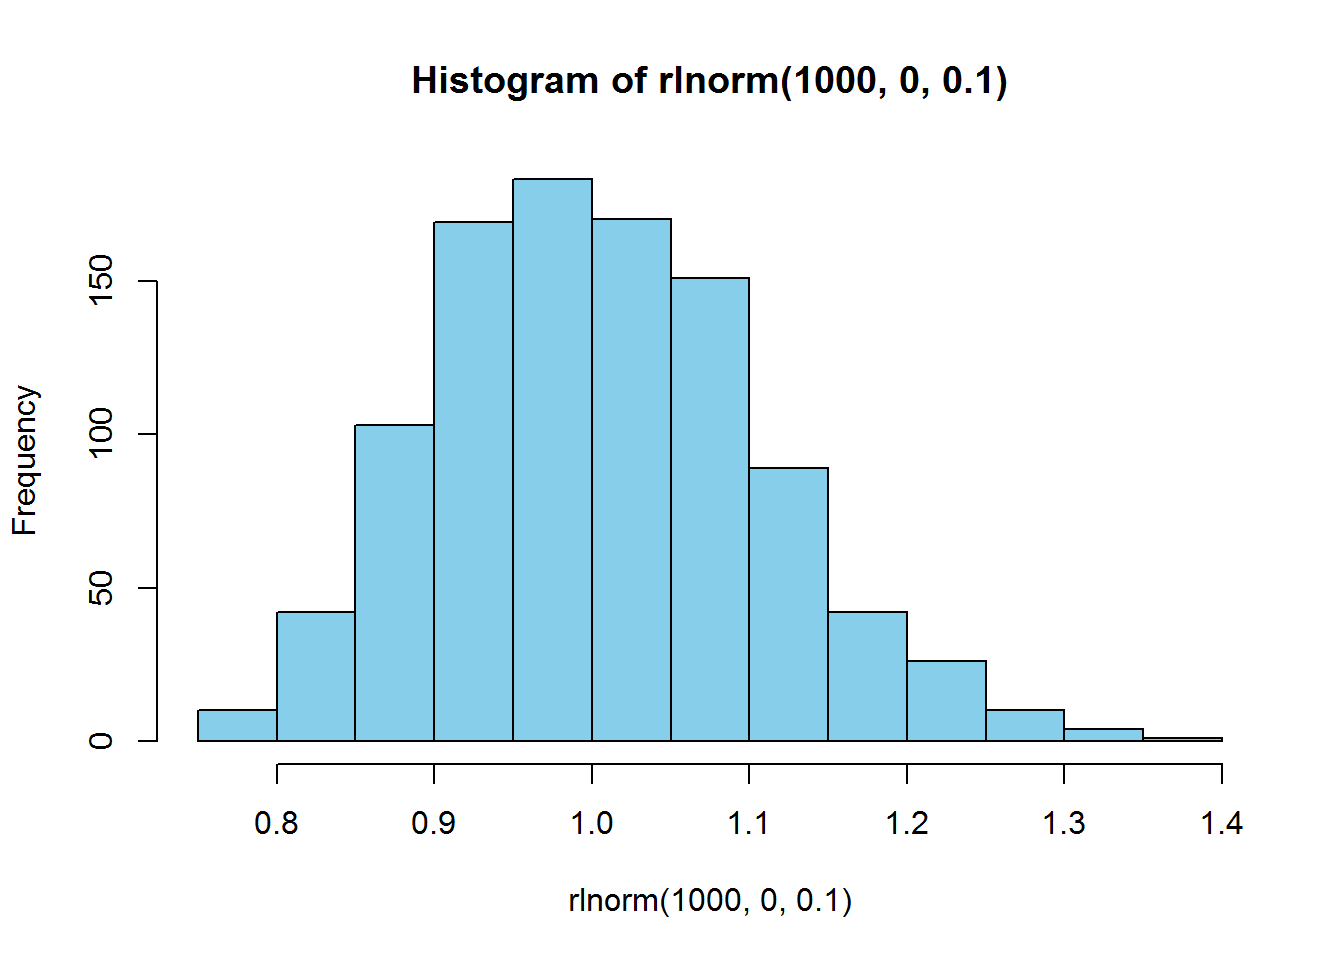 Histogram of rlnorm(1000, 0, 0.1)
Frequency
150
100
50
0
0.8 0.9 1.0 1.1 1.2 1.3 1.4
rlnorm(1000, 0, 0.1)